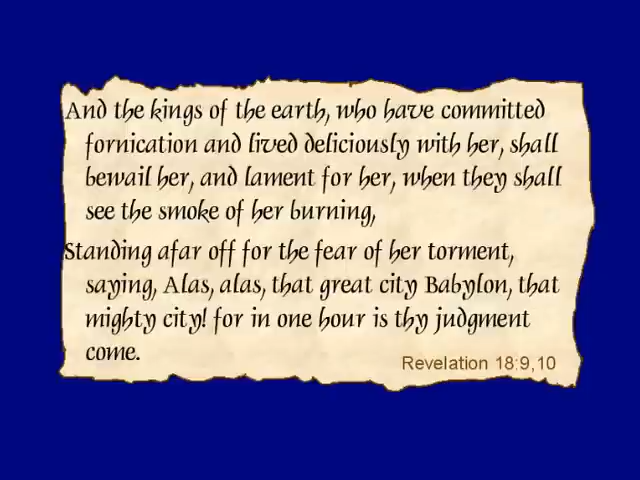 And the kings of the earth, who have committed
fornication and lived deliciously with her, shall
bewail her, and lament for her, when they shall
see the smoke of her burning,
Standing afar off for the fear of her torment,
saying, Alas, alas, that great city Babylon, that
mighty city! for in one hour is thy judgment
come.
Revelation 18:9,10